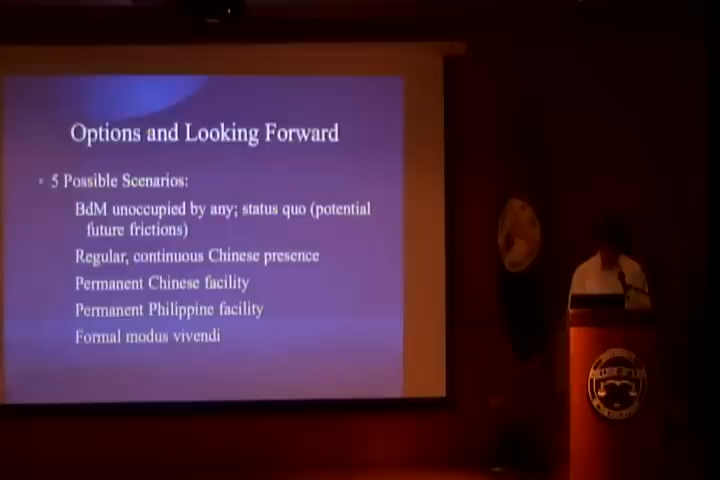 Options and Looking Forward
5 Possible Scenarios:
BdM unoccupied by any; status quo (potential
future frictions)
Regular, continuous Chinese presence
Permanent Chinese facility
Permanent Philippine facility
Formal modus vivendi